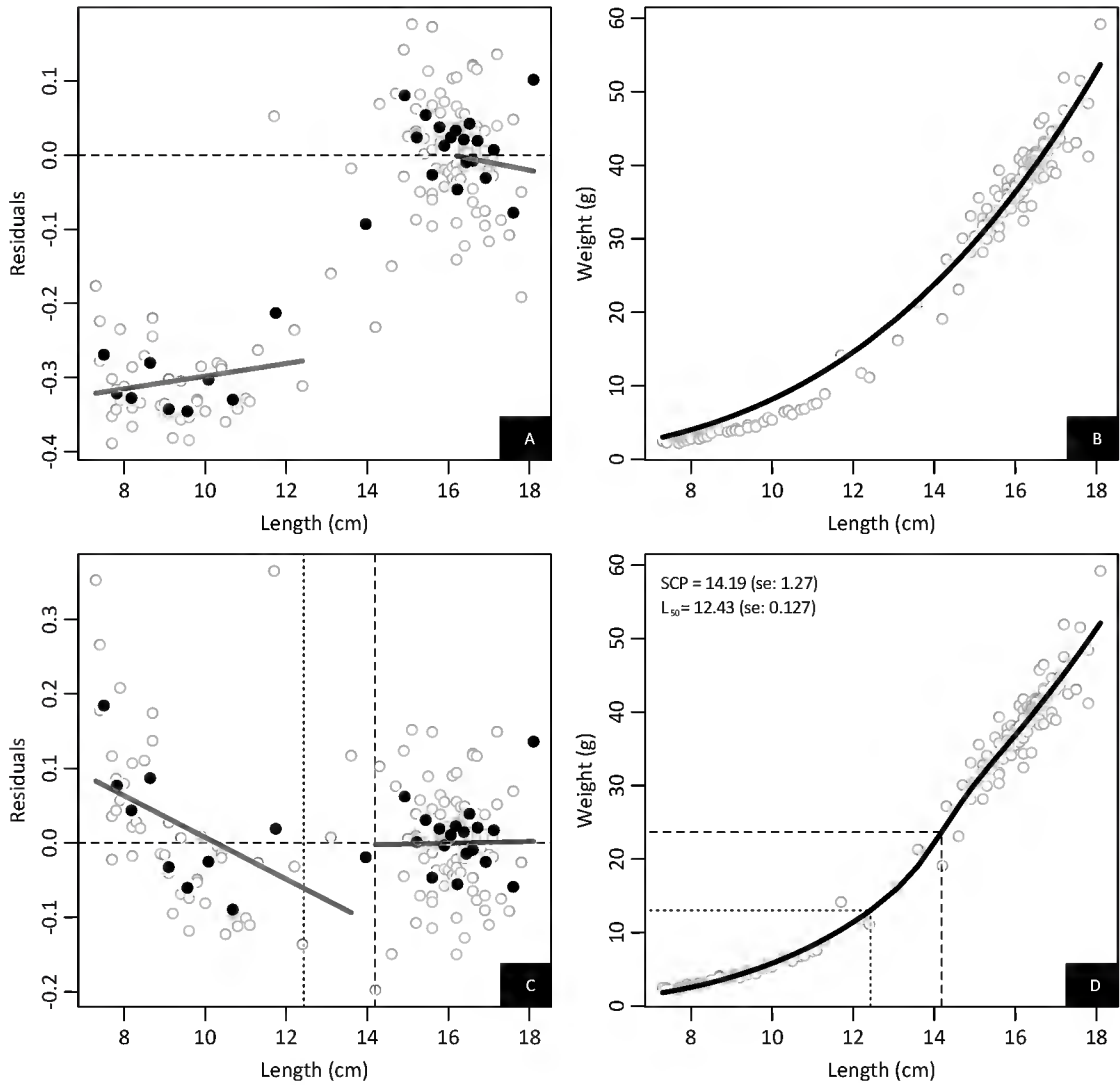 0.1
0.0
-0.1
-0.2
-0.3
-0.4
Residuals
8 10 12 14 16 18
Length (cm)
A
60
50
40
30
20
10
0
Weight (g)
8 10 12 14 16 18
Length (cm)
B
0.3
0.2
0.1
0.0
-0.1
-0.2
Residuals
8 10 12 14 16 18
Length (cm)
C
SCP = 14.19 (se: 1.27)
L50= 12.43 (se: 0.127)
60
50
40
30
20
10
0
Weight (g)
8 10 12 14 16 18
Length (cm)
D